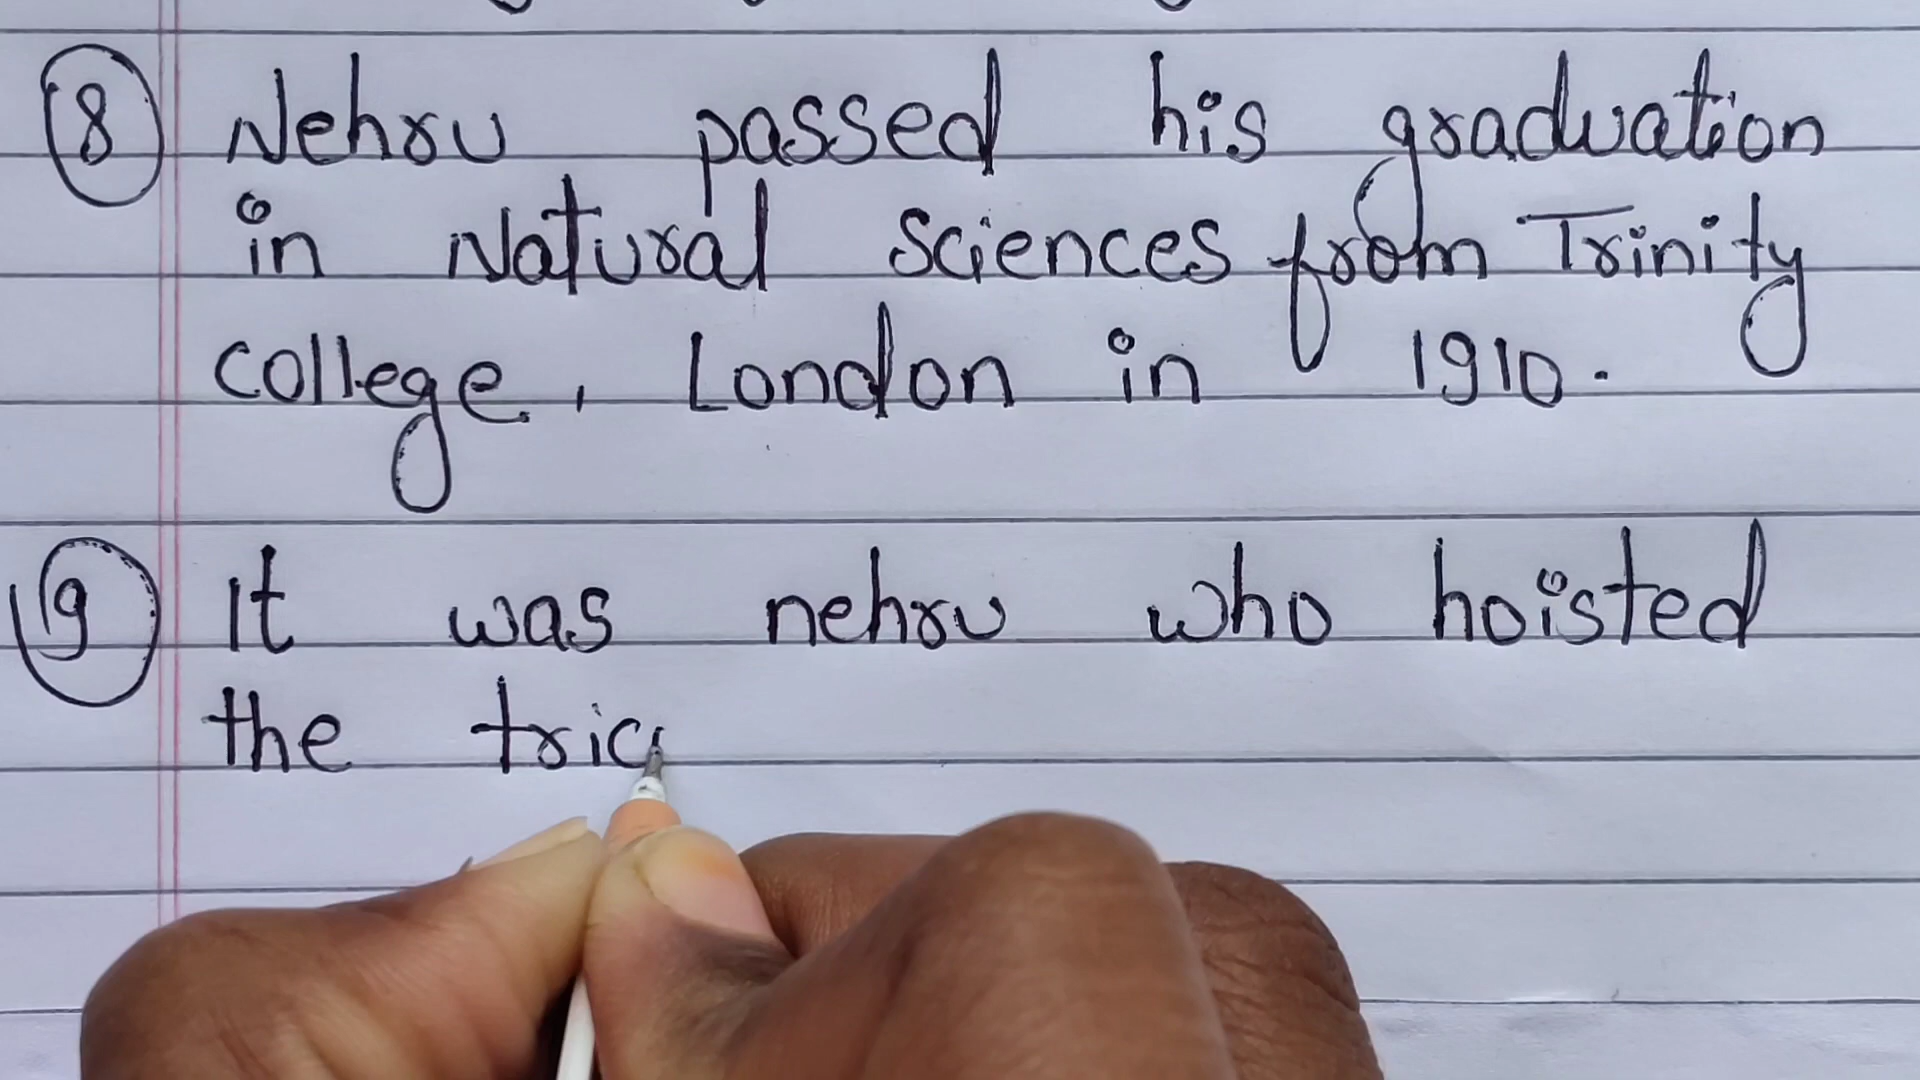 8 Nehru passed his graduation
in Natural Sciences from Trinity
college, London in 1910.
9 It was nehru who hoisted
the tric